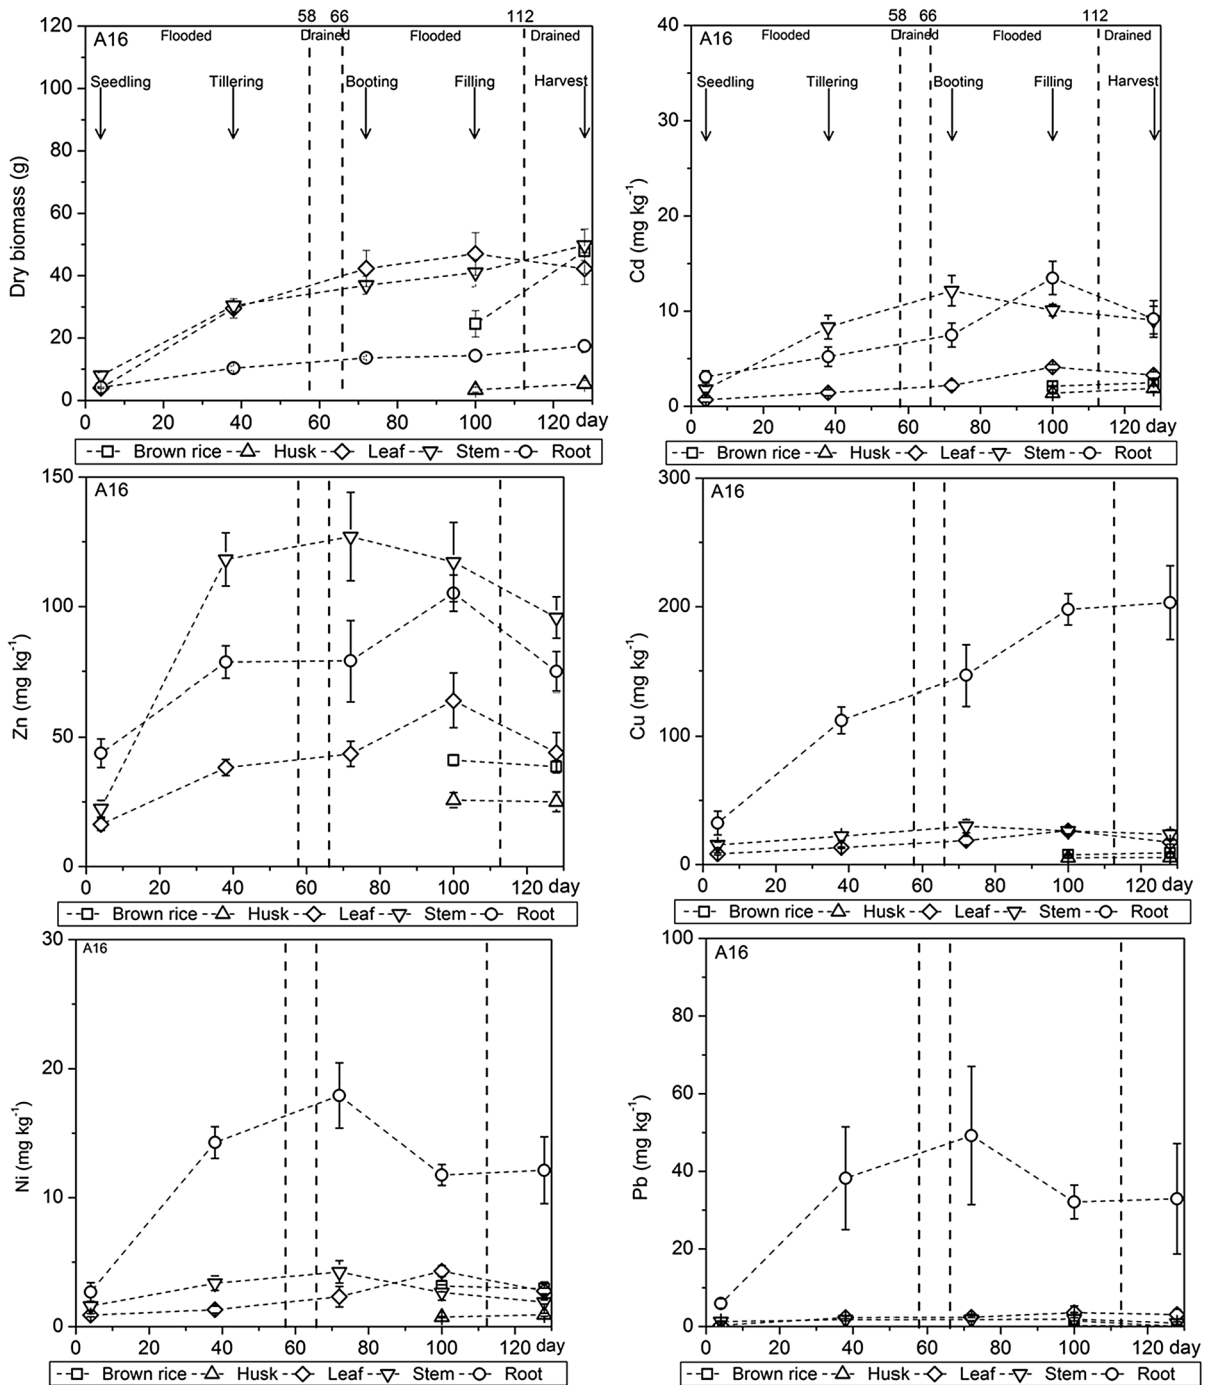 58 66 112
A16 Flooded Drained Flooded Drained
Seedling Tillering Booting Filling Harvest
Dry biomass (g)
0 20 40 60 80 100 120
0 20 40 60 80 100 120 day
Brown rice Husk Leaf Stem Root
58 66 112
A16 Flooded Drained Flooded Drained
Seedling Tillering Booting Filling Harvest
Cd (mg kg⁻¹)
0 10 20 30 40
0 20 40 60 80 100 120 day
Brown rice Husk Leaf Stem Root
A16
Zn (mg kg⁻¹)
0 50 100 150
0 20 40 60 80 100 120 day
Brown rice Husk Leaf Stem Root
A16
Cu (mg kg⁻¹)
0 100 200 300
0 20 40 60 80 100 120 day
Brown rice Husk Leaf Stem Root
A16
Ni (mg kg⁻¹)
0 10 20 30
0 20 40 60 80 100 120 day
Brown rice Husk Leaf Stem Root
A16
Pb (mg kg⁻¹)
0 20 40 60 80 100
0 20 40 60 80 100 120 day
Brown rice Husk Leaf Stem Root